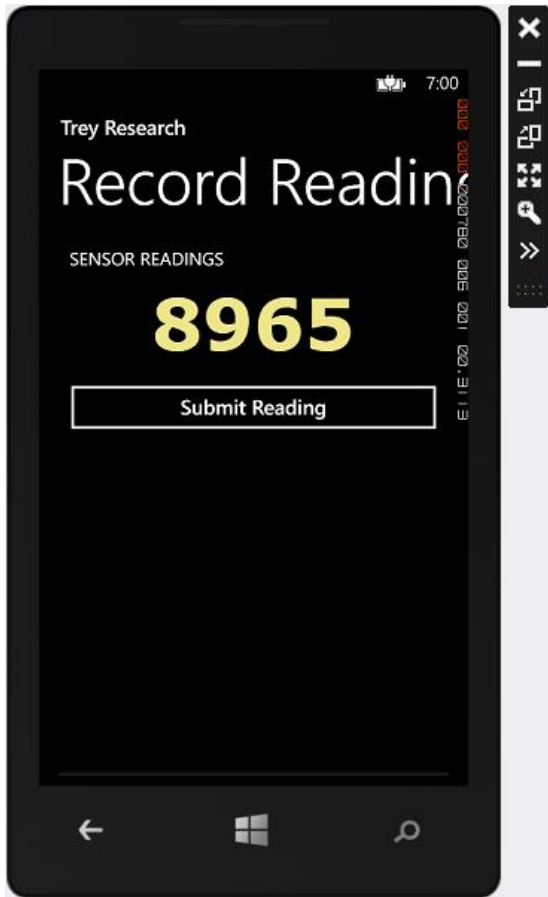 7:00
Trey Research
Record Readin
SENSOR READINGS
8965
Submit Reading